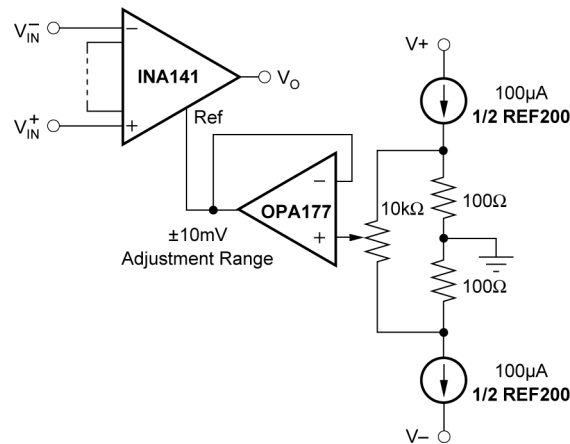 V⁻IN
−
INA141
VO
V⁺IN
+
Ref
V+
100µA
1/2 REF200
−
OPA177
+
10kΩ
100Ω
±10mV
Adjustment Range
100Ω
100µA
1/2 REF200
V−